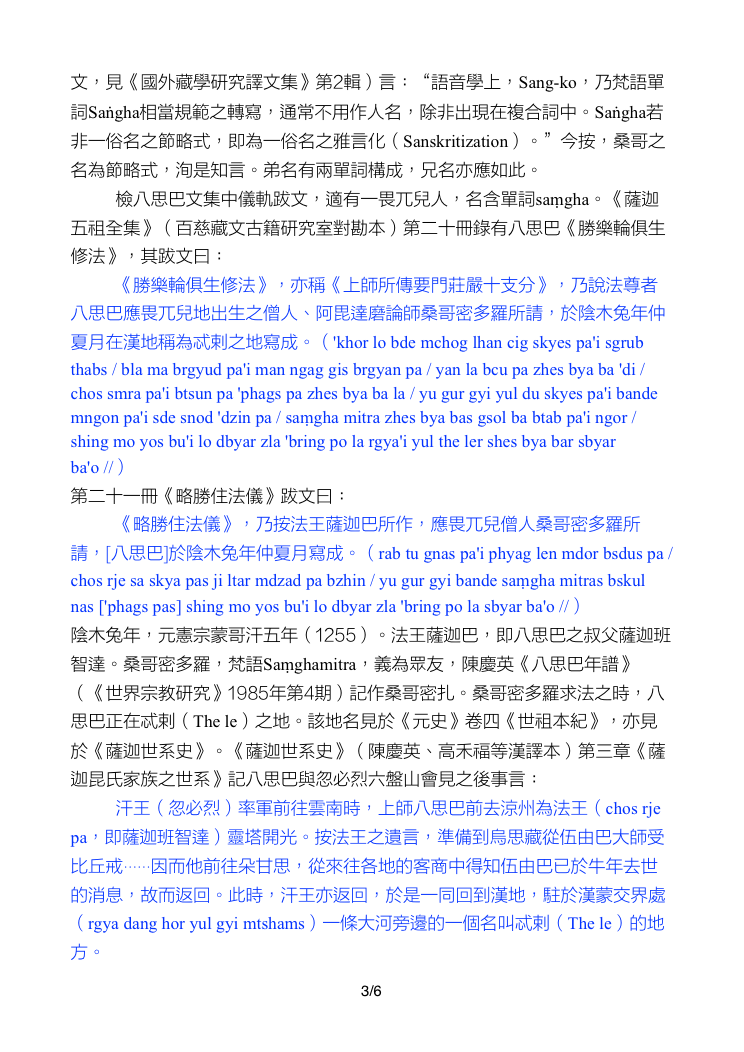 文，見《國外藏學研究譯文集》第2輯）言：“語音學上，Sang-ko，乃梵語單
詞Saṅgha相當規範之轉寫，通常不用作人名，除非出現在複合詞中。Saṅgha若
非一俗名之節略式，即為一俗名之雅言化（Sanskritization）。”今按，桑哥之
名為節略式，洵是知言。弟名有兩單詞構成，兄名亦應如此。
檢八思巴文集中儀軌跋文，適有一畏兀兒人，名含單詞saṃgha。《薩迦
五祖全集》（百慈藏文古籍研究室對勘本）第二十冊錄有八思巴《勝樂輪俱生
修法》，其跋文曰：
《勝樂輪俱生修法》，亦稱《上師所傳要門莊嚴十支分》，乃說法尊者
八思巴應畏兀兒地出生之僧人、阿毘達磨論師桑哥密多羅所請，於陰木兔年仲
夏月在漢地稱為忒剌之地寫成。（'khor lo bde mchog lhan cig skyes pa'i sgrub
thabs / bla ma brgyud pa'i man ngag gis brgyan pa / yan la bcu pa zhes bya ba 'di /
chos smra pa'i btsun pa 'phags pa zhes bya ba la / yu gur gyi yul du skyes pa'i bande
mngon pa'i sde snod 'dzin pa / saṃgha mitra zhes bya bas gsol ba btab pa'i ngor /
shing mo yos bu'i lo dbyar zla 'bring po la rgya'i yul the ler shes bya bar sbyar
ba'o //）
第二十一冊《略勝住法儀》跋文曰：
《略勝住法儀》，乃按法王薩迦巴所作，應畏兀兒僧人桑哥密多羅所
請，[八思巴]於陰木兔年仲夏月寫成。（rab tu gnas pa'i phyag len mdor bsdus pa /
chos rje sa skya pas ji ltar mdzad pa bzhin / yu gur gyi bande saṃgha mitras bskul
nas ['phags pas] shing mo yos bu'i lo dbyar zla 'bring po la sbyar ba'o //）
陰木兔年，元憲宗蒙哥汗五年（1255）。法王薩迦巴，即八思巴之叔父薩迦班
智達。桑哥密多羅，梵語Saṃghamitra，義為眾友，陳慶英《八思巴年譜》
（《世界宗教研究》1985年第4期）記作桑哥密扎。桑哥密多羅求法之時，八
思巴正在忒剌（The le）之地。該地名見於《元史》卷四《世祖本紀》，亦見
於《薩迦世系史》。《薩迦世系史》（陳慶英、高禾福等漢譯本）第三章《薩
迦昆氏家族之世系》記八思巴與忽必烈六盤山會見之後事言：
汗王（忽必烈）率軍前往雲南時，上師八思巴前去涼州為法王（chos rje
pa，即薩迦班智達）靈塔開光。按法王之遺言，準備到烏思藏從伍由巴大師受
比丘戒……因而他前往朵甘思，從來往各地的客商中得知伍由巴已於牛年去世
的消息，故而返回。此時，汗王亦返回，於是一同回到漢地，駐於漢蒙交界處
（rgya dang hor yul gyi mtshams）一條大河旁邊的一個名叫忒剌（The le）的地
方。
3/6